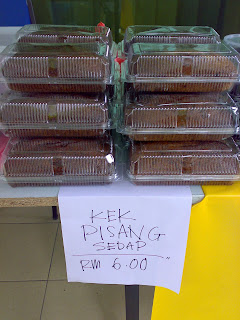 KEK
PISANG
SEDAP
RM 6.00